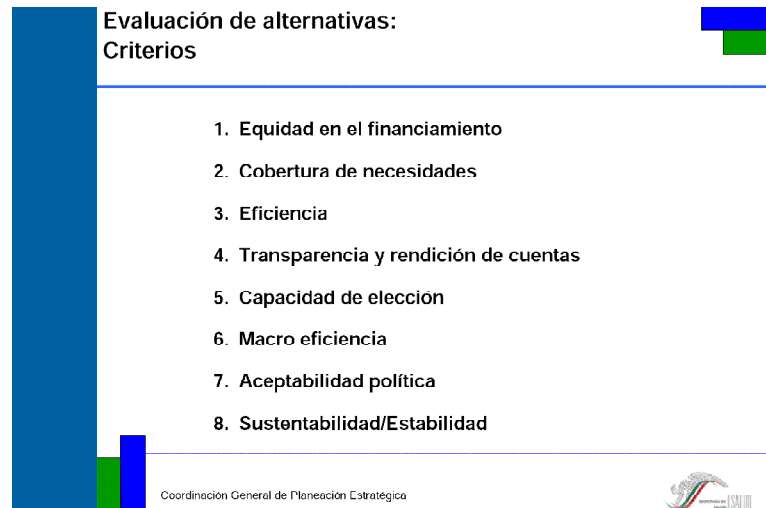 Evaluación de alternativas:
Criterios
1. Equidad en el financiamiento
2. Cobertura de necesidades
3. Eficiencia
4. Transparencia y rendición de cuentas
5. Capacidad de elección
6. Macro eficiencia
7. Aceptabilidad política
8. Sustentabilidad/Estabilidad
Coordinación General de Planeación Estratégica